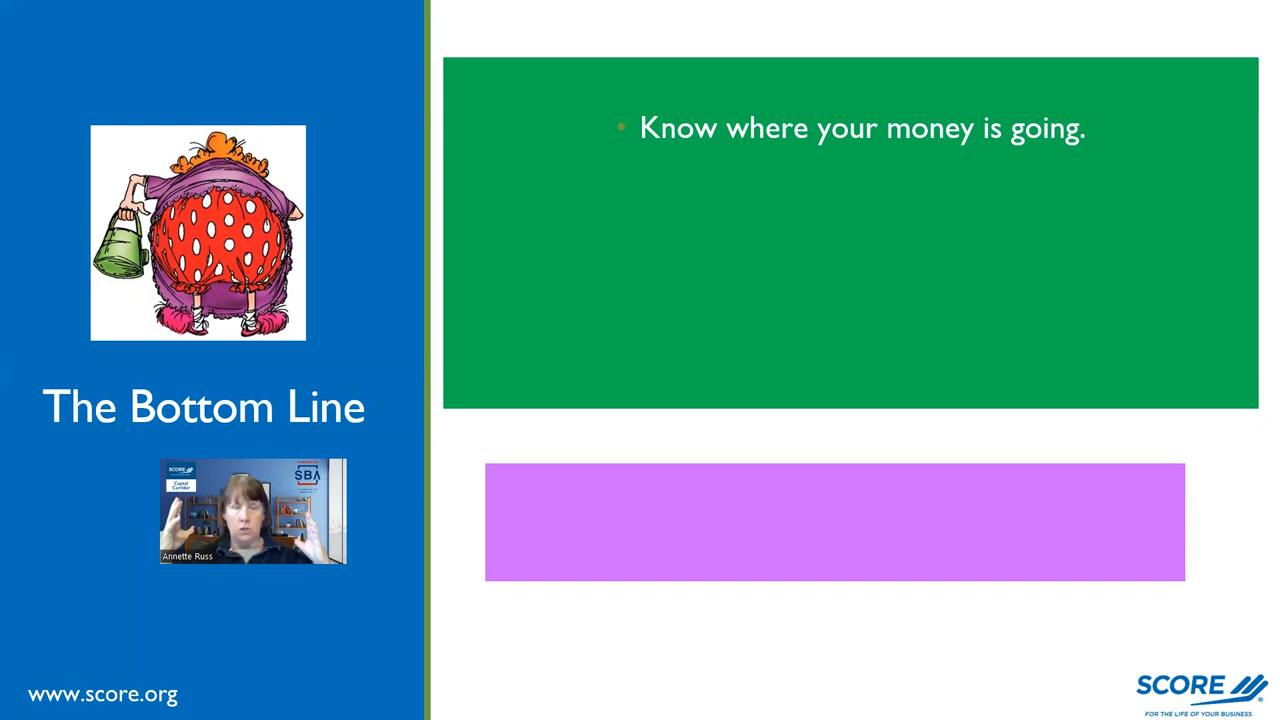 • Know where your money is going.
The Bottom Line
SCORE
Capital
Corridor
SBA
Annette Russ
www.score.org
SCORE
FOR THE LIFE OF YOUR BUSINESS